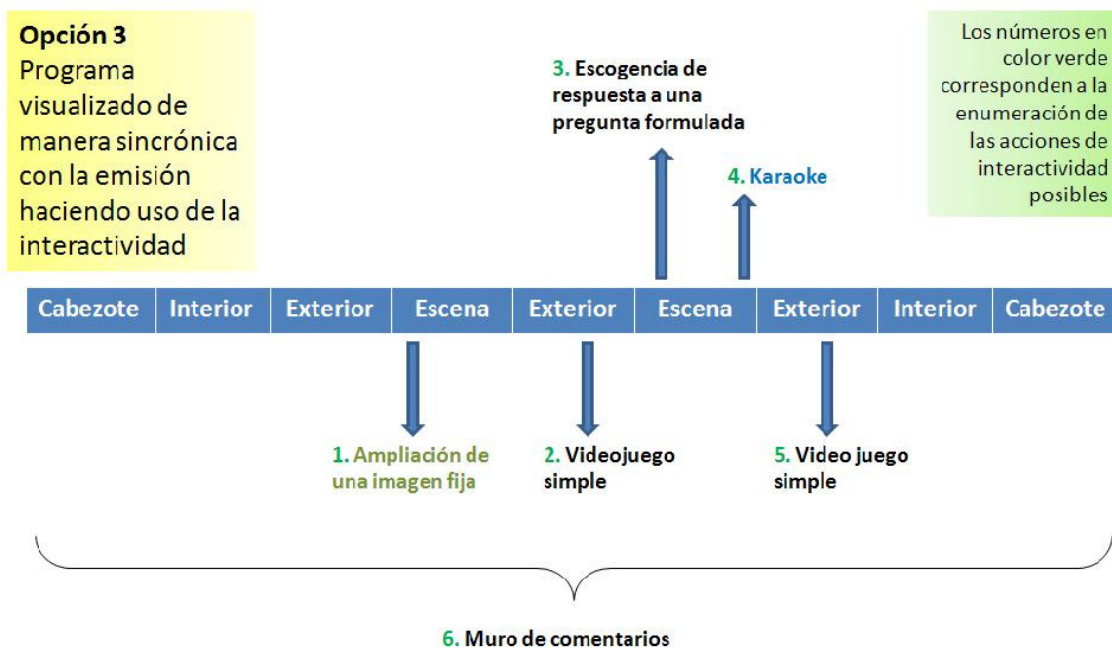 Opción 3
Programa
visualizado de
manera sincrónica
con la emisión
haciendo uso de la
interactividad
Los números en
color verde
corresponden a la
enumeración de
las acciones de
interactividad
posibles
3. Escogencia de
respuesta a una
pregunta formulada
4. Karaoke
Cabezote Interior Exterior Escena Exterior Escena Exterior Interior Cabezote
1. Ampliación de
una imagen fija
2. Videojuego
simple
5. Video juego
simple
6. Muro de comentarios